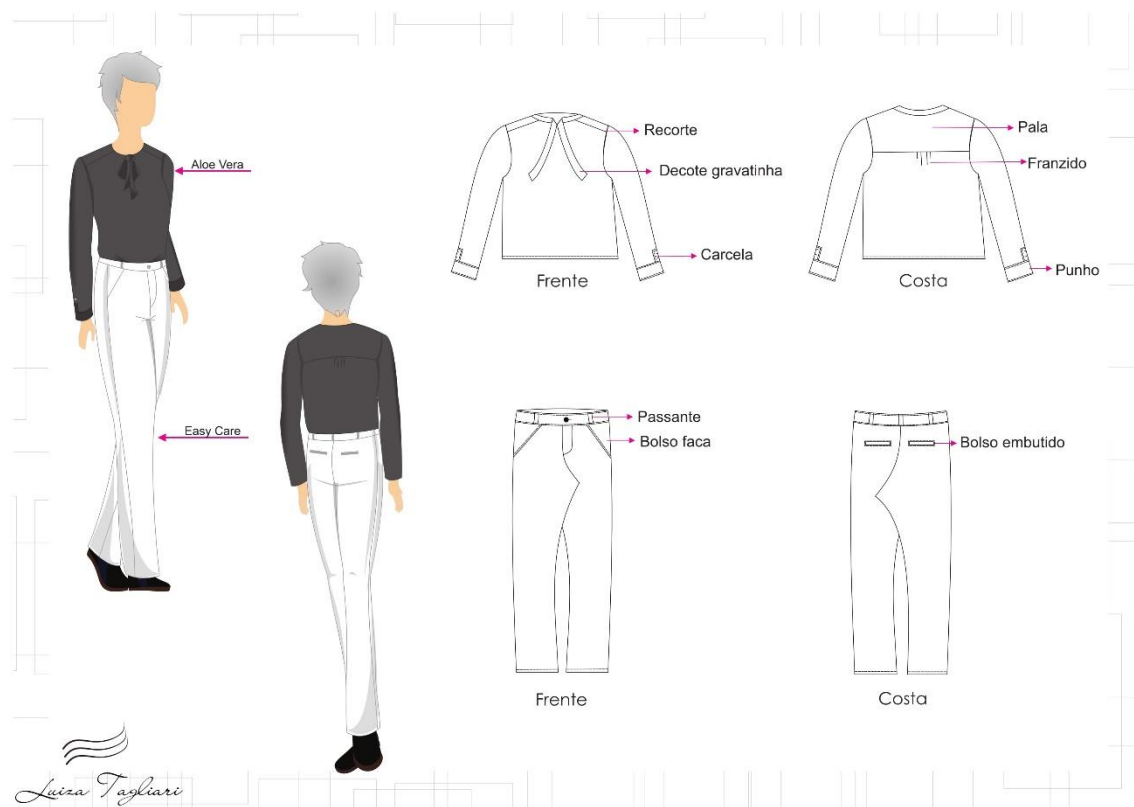 Aloe Vera
Easy Care
Recorte
Decote gravatinha
Carcela
Frente
Pala
Franzido
Punho
Costa
Passante
Bolso faca
Frente
Bolso embutido
Costa
Luiza Tagliari